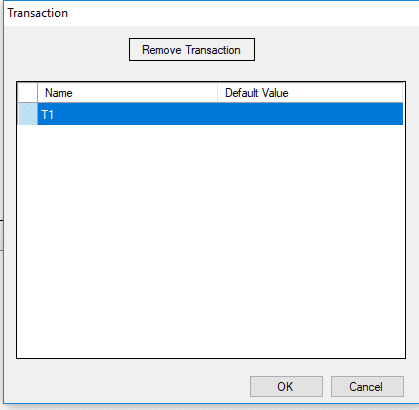 Transaction
Remove Transaction
Name Default Value
T1
OK Cancel